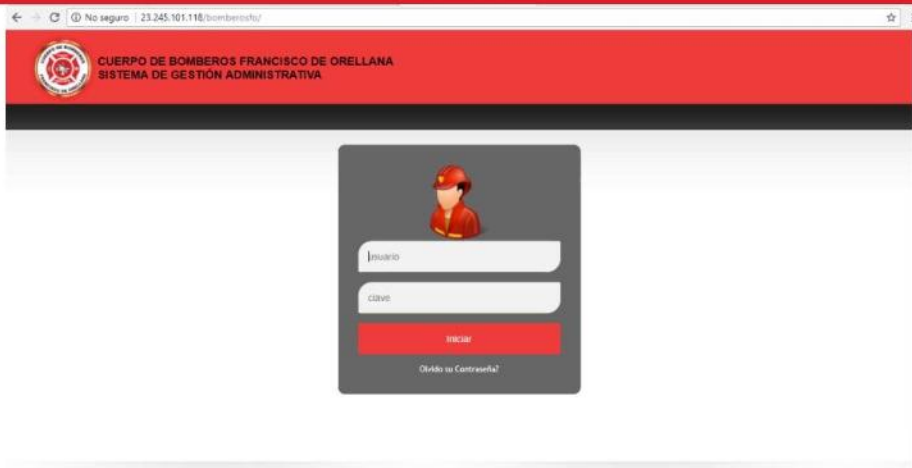 No seguro | 23.245.101.118/bomberosfo/
CUERPO DE BOMBEROS FRANCISCO DE ORELLANA
SISTEMA DE GESTIÓN ADMINISTRATIVA
usuario
clave
Iniciar
Olvido su Contraseña?